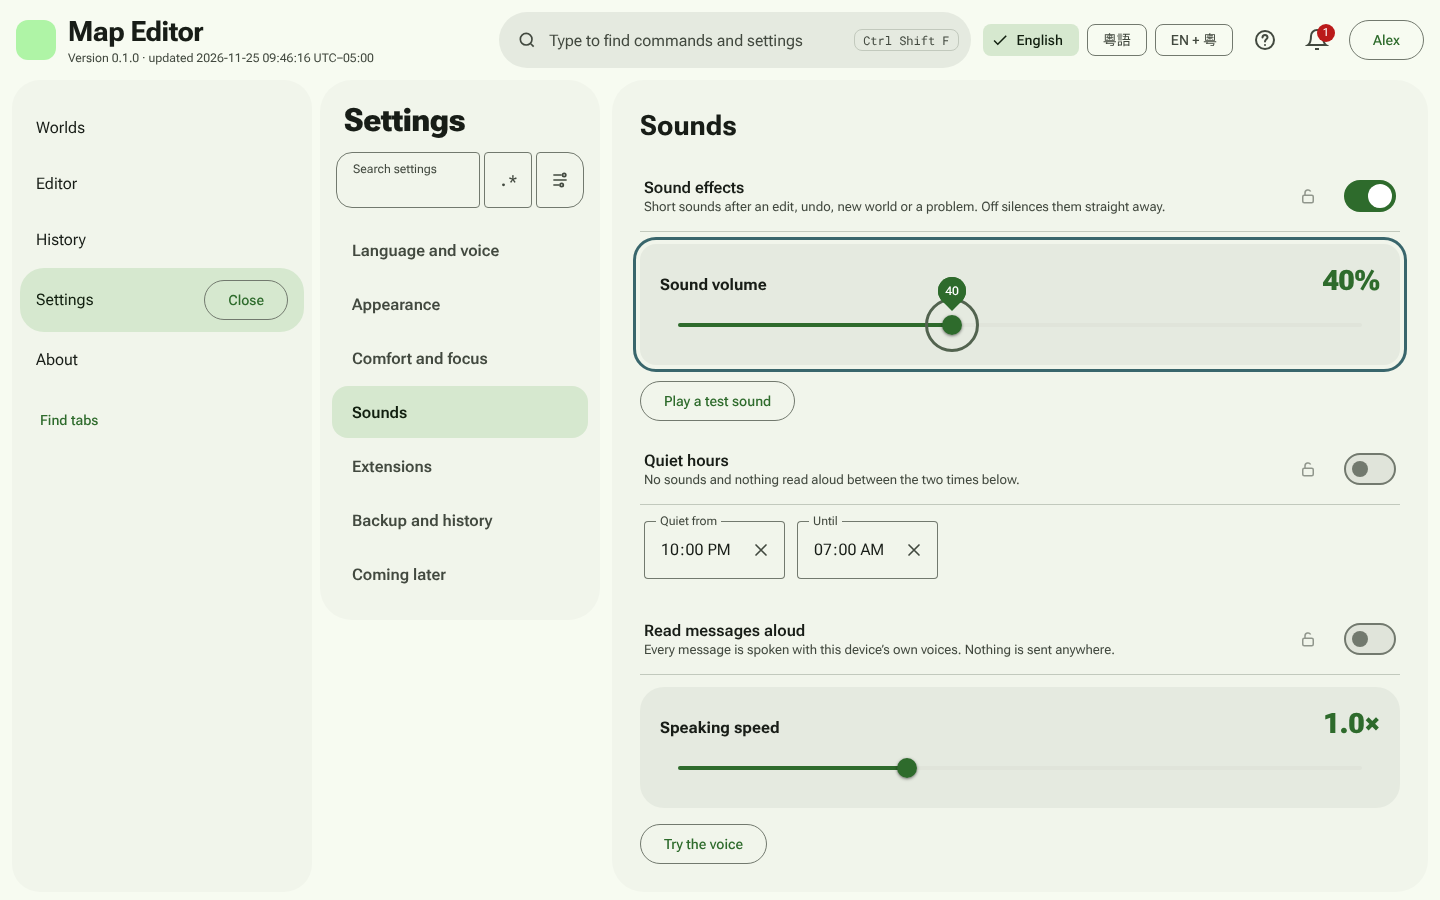 Map Editor
Version 0.1.0 · updated 2026-11-25 09:46:16 UTC−05:00
Type to find commands and settings
Ctrl Shift F
English
粵語
EN + 粵
1
Alex
Worlds
Editor
History
Settings
Close
About
Find tabs
Settings
Search settings
.*
Language and voice
Appearance
Comfort and focus
Sounds
Extensions
Backup and history
Coming later
Sounds
Sound effects
Short sounds after an edit, undo, new world or a problem. Off silences them straight away.
Sound volume
40%
40
Play a test sound
Quiet hours
No sounds and nothing read aloud between the two times below.
Quiet from
10:00 PM
Until
07:00 AM
Read messages aloud
Every message is spoken with this device's own voices. Nothing is sent anywhere.
Speaking speed
1.0×
Try the voice